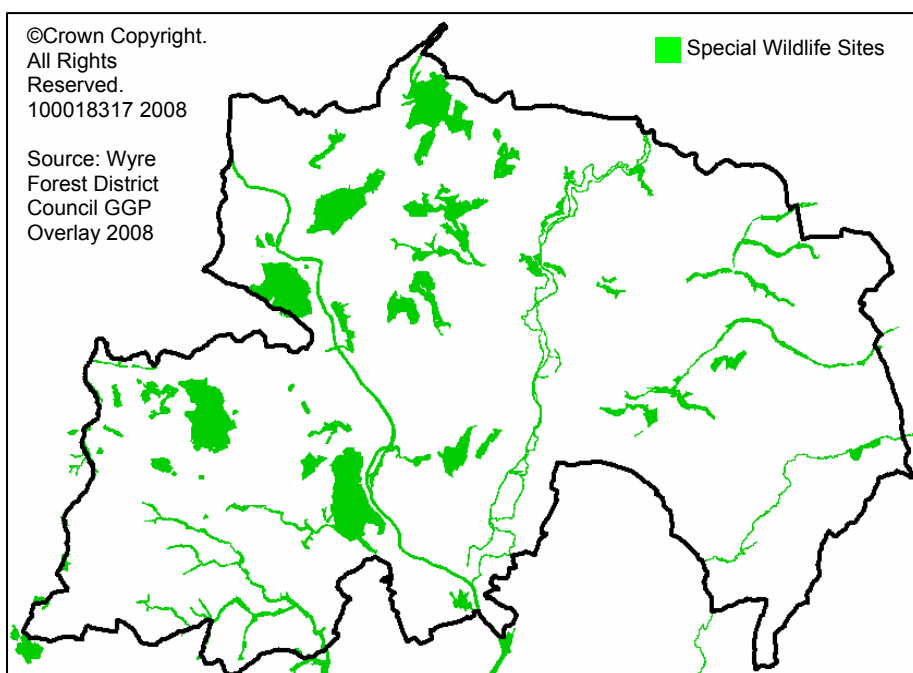 ©Crown Copyright.
All Rights
Reserved.
100018317 2008
Source: Wyre
Forest District
Council GGP
Overlay 2008
Special Wildlife Sites